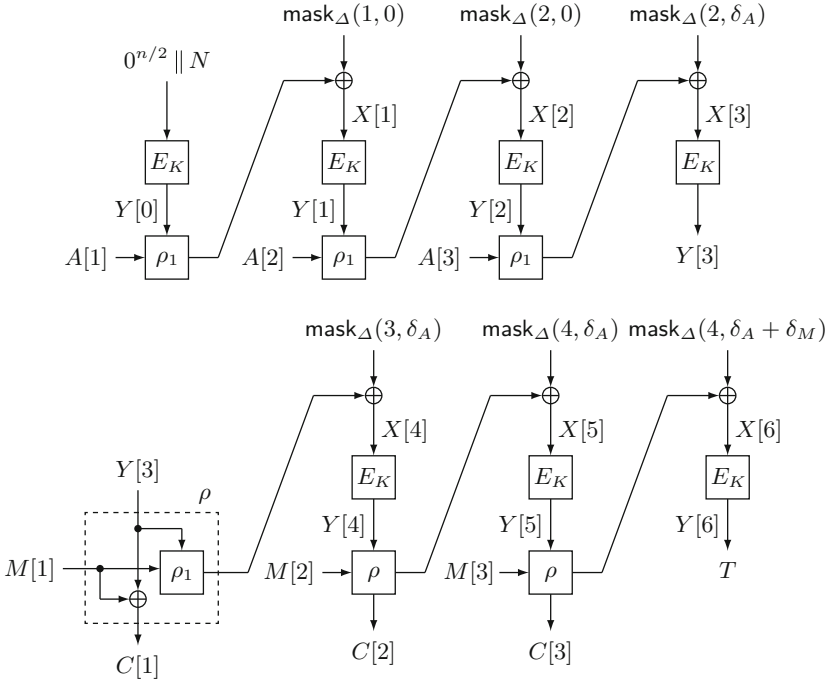 mask_Δ(1, 0) mask_Δ(2, 0) mask_Δ(2, δ_A)
0^{n/2} ∥ N
X[1] X[2] X[3]
E_K E_K E_K E_K
Y[0] Y[1] Y[2]
A[1] ρ_1 A[2] ρ_1 A[3] ρ_1 Y[3]
mask_Δ(3, δ_A) mask_Δ(4, δ_A) mask_Δ(4, δ_A + δ_M)
X[4] X[5] X[6]
Y[3] ρ E_K E_K E_K
Y[4] Y[5] Y[6]
M[1] ρ_1 M[2] ρ M[3] ρ T
C[1] C[2] C[3]